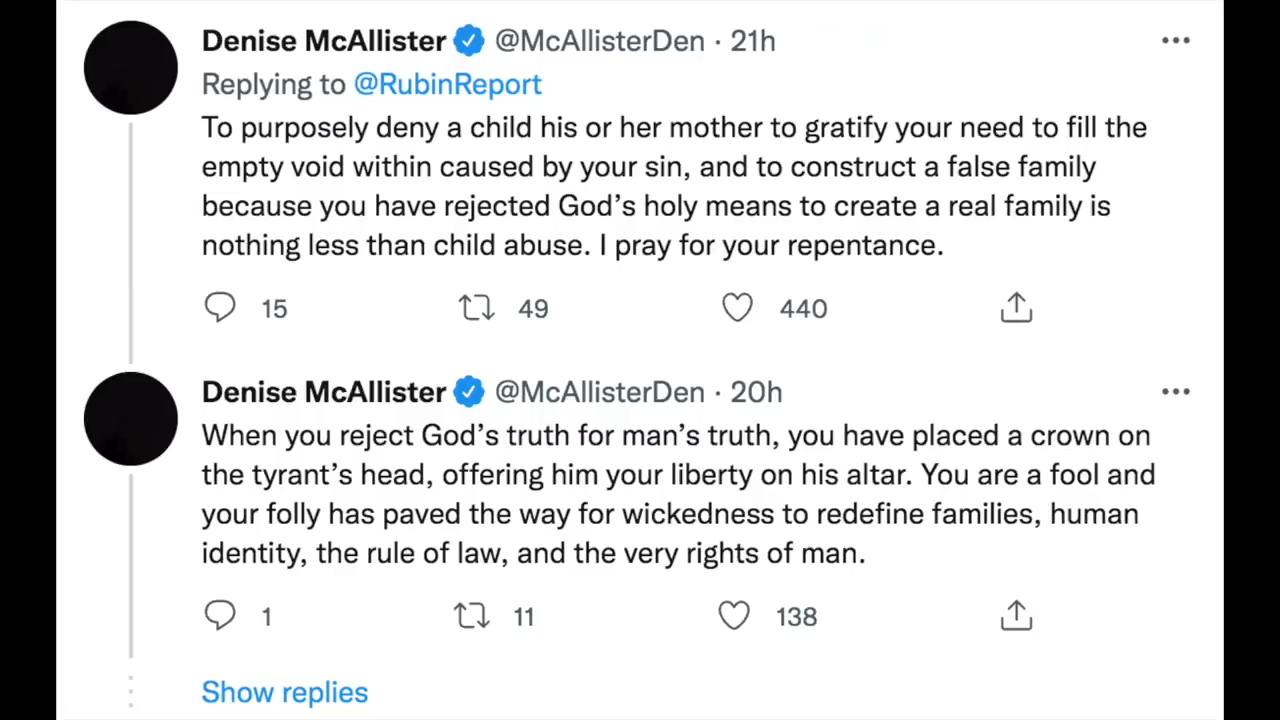 Denise McAllister @McAllisterDen · 21h
Replying to @RubinReport
To purposely deny a child his or her mother to gratify your need to fill the
empty void within caused by your sin, and to construct a false family
because you have rejected God’s holy means to create a real family is
nothing less than child abuse. I pray for your repentance.
15 49 440
Denise McAllister @McAllisterDen · 20h
When you reject God’s truth for man’s truth, you have placed a crown on
the tyrant’s head, offering him your liberty on his altar. You are a fool and
your folly has paved the way for wickedness to redefine families, human
identity, the rule of law, and the very rights of man.
1 11 138
Show replies